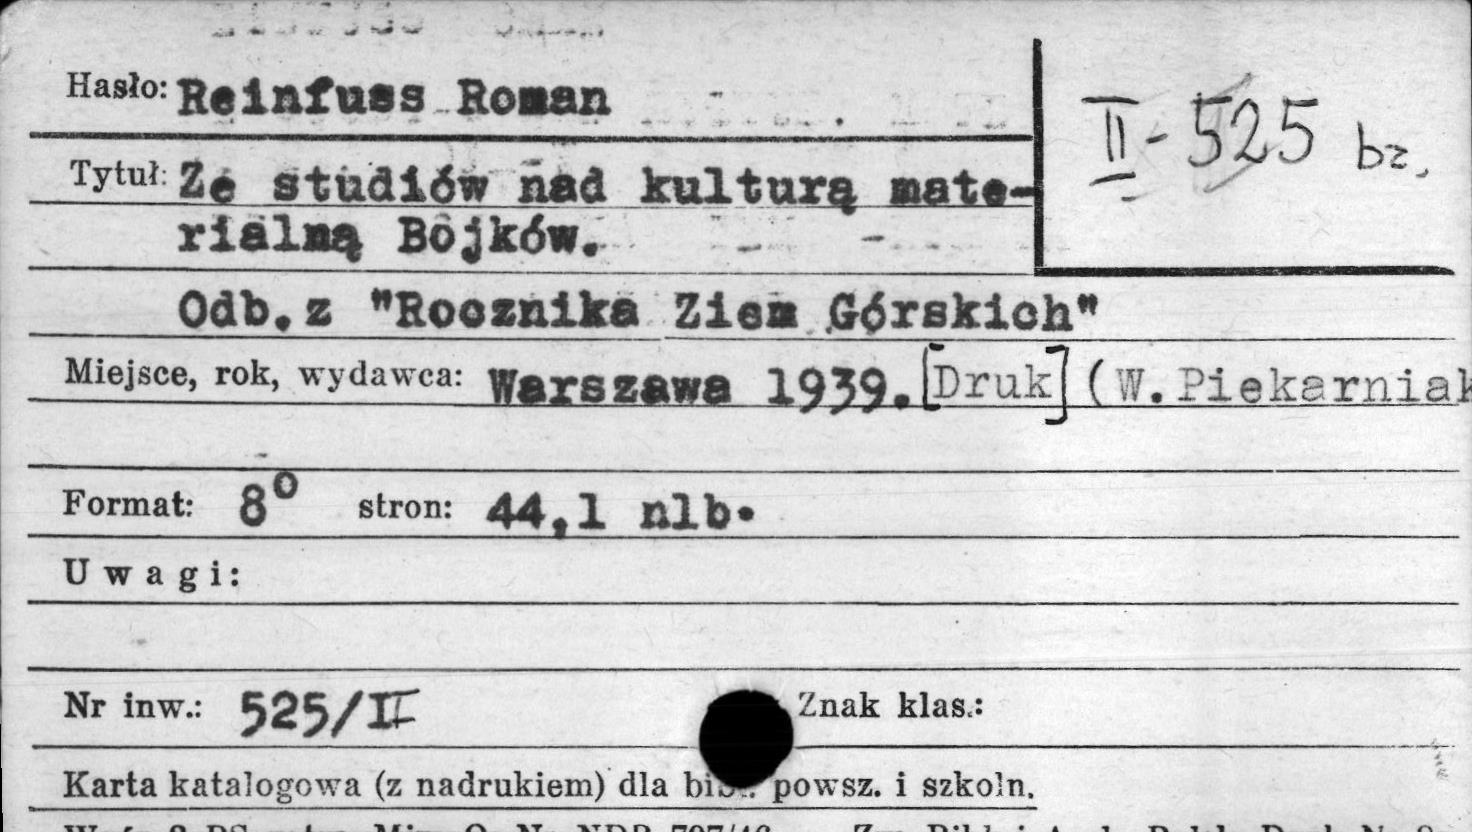 Hasło: Reinfuss Roman
II-525 bz.
Tytuł: Ze studiów nad kulturą mate-
rialną Bojków.
Odb. z "Rocznika Ziem Górskich"
Miejsce, rok, wydawca: Warszawa 1939. [Druk] (W. Piekarniak
Format: 8° stron: 44,1 nlb.
Uwagi:
Nr inw.: 525/II Znak klas.:
Karta katalogowa (z nadrukiem) dla powsz. i szkoln.